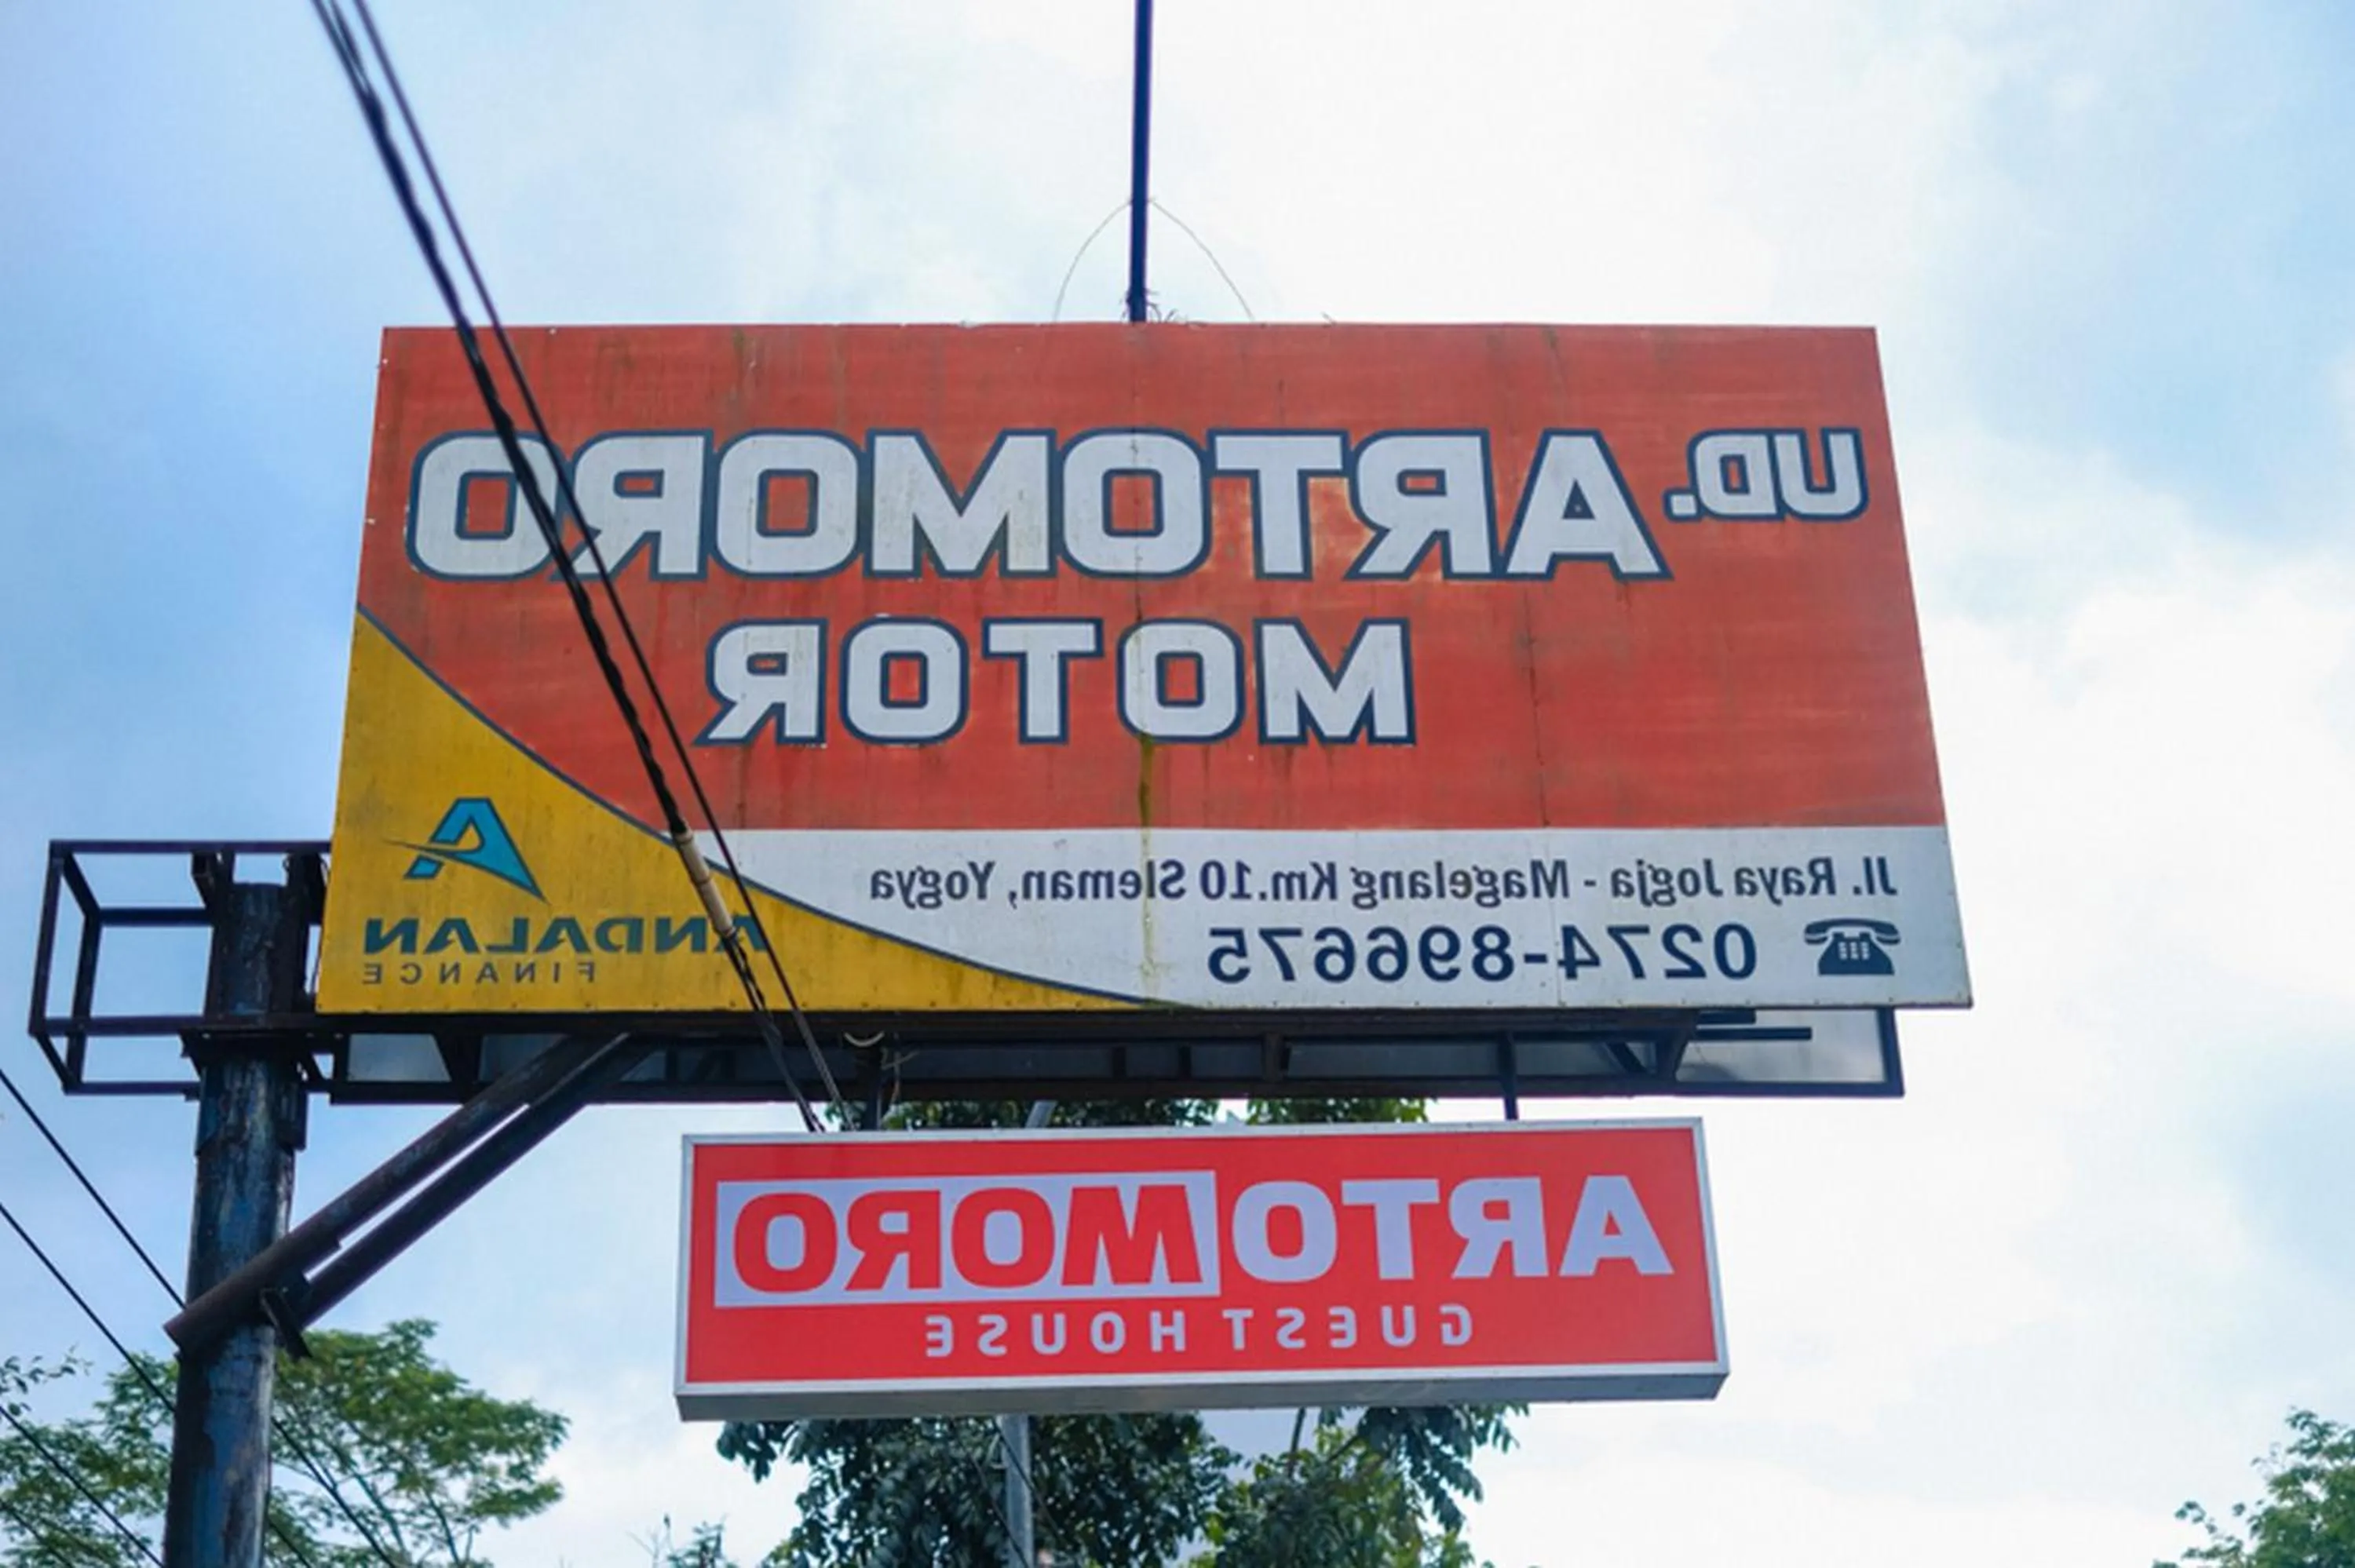 UD. ARTOMORO
MOTOR
Jl. Raya Jogja - Magelang Km.10 Sleman, Yogya
0274-896675
ANDALAN
FINANCE
ARTOMORO
GUEST HOUSE